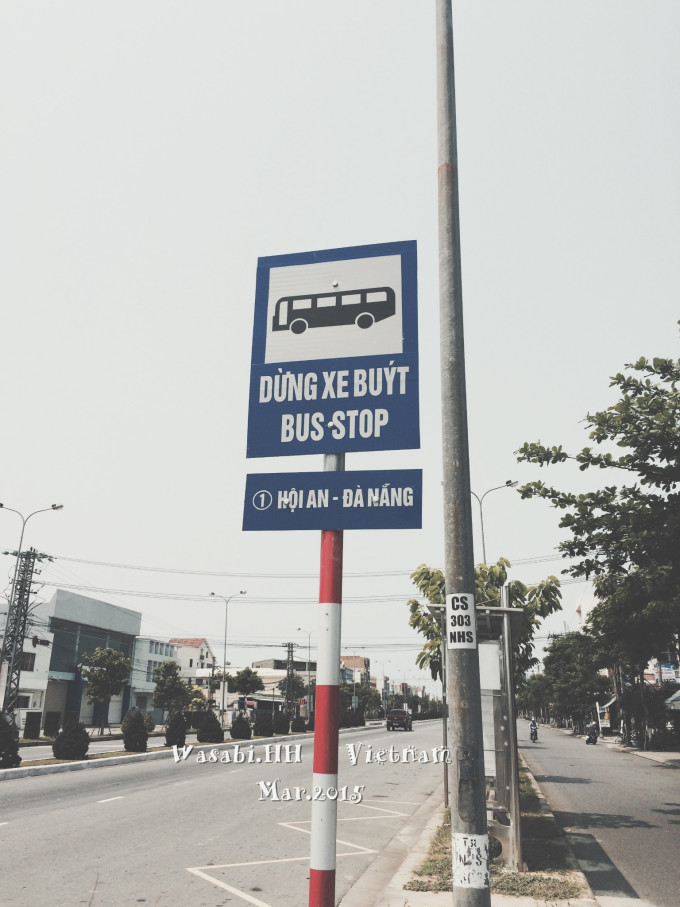 DỪNG XE BUÝT
BUS STOP
① HỘI AN - ĐÀ NẴNG
CS
303
NHS
Wasabi.HH Vietnam
Mar.2015